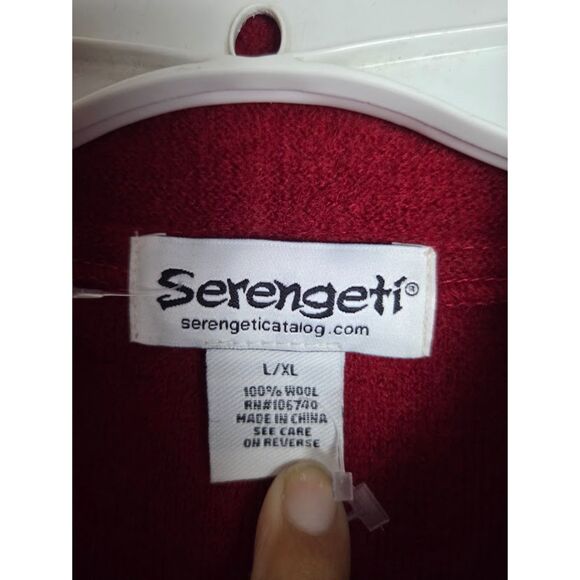 Serengeti®
serengeticatalog.com
L/XL
100% WOOL
RN#106740
MADE IN CHINA
SEE CARE
ON REVERSE